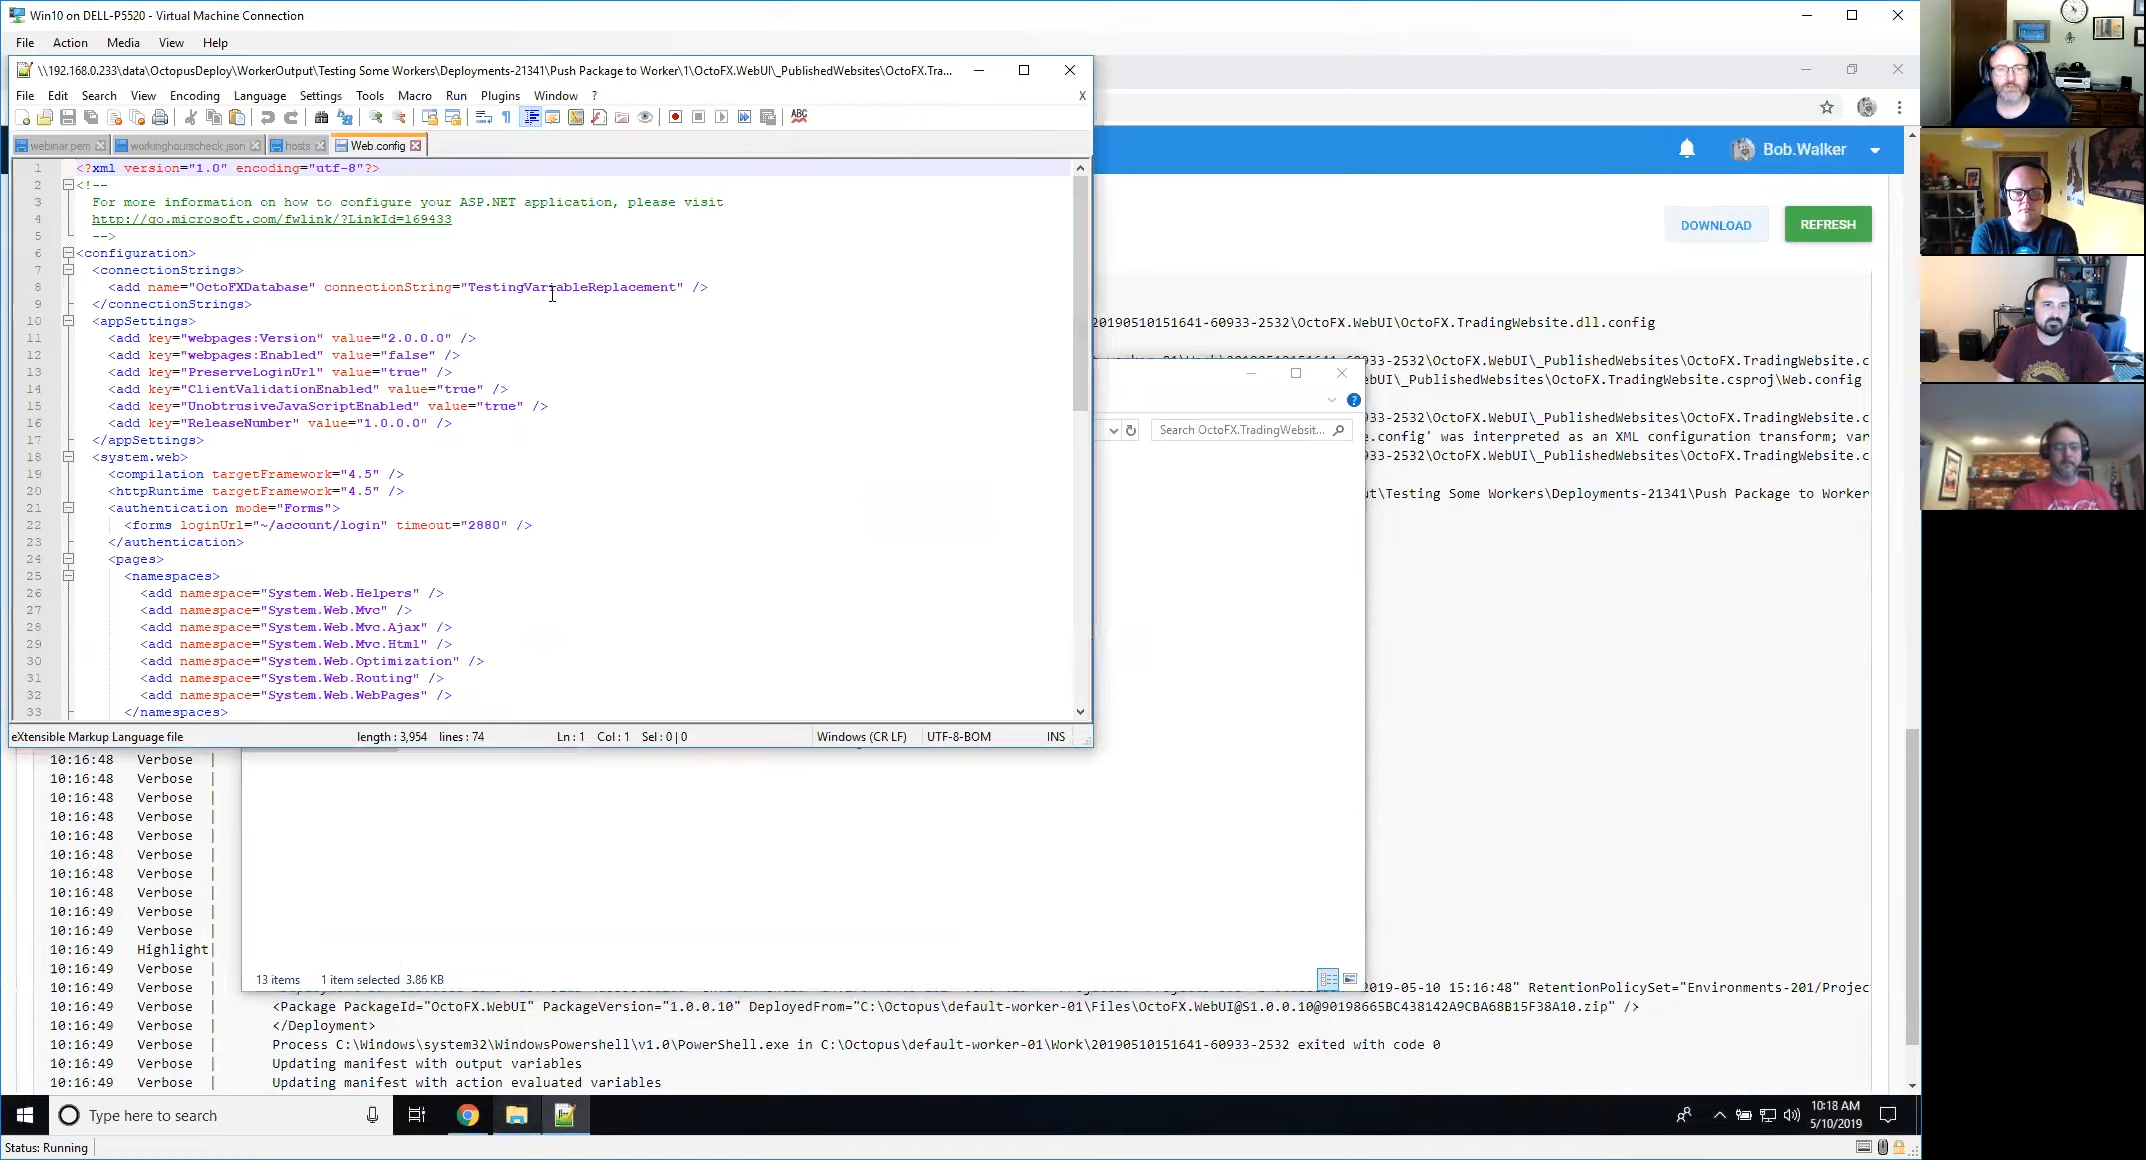 Win10 on DELL-P5520 - Virtual Machine Connection
File Action Media View Help
\\192.168.0.233\data\OctopusDeploy\WorkerOutput\Testing Some Workers\Deployments-21341\Push Package to Worker\1\OctoFX.WebUI\_PublishedWebsites\OctoFX.Tra...
File Edit Search View Encoding Language Settings Tools Macro Run Plugins Window ? X
ABC
webinar.pem workinghourscheck.json hosts Web.config
1 <?xml version="1.0" encoding="utf-8"?>
2 <!--
3 For more information on how to configure your ASP.NET application, please visit
4 http://go.microsoft.com/fwlink/?LinkId=169433
5 -->
6 <configuration>
7 <connectionStrings>
8 <add name="OctoFXDatabase" connectionString="TestingVariableReplacement" />
9 </connectionStrings>
10 <appSettings>
11 <add key="webpages:Version" value="2.0.0.0" />
12 <add key="webpages:Enabled" value="false" />
13 <add key="PreserveLoginUrl" value="true" />
14 <add key="ClientValidationEnabled" value="true" />
15 <add key="UnobtrusiveJavaScriptEnabled" value="true" />
16 <add key="ReleaseNumber" value="1.0.0.0" />
17 </appSettings>
18 <system.web>
19 <compilation targetFramework="4.5" />
20 <httpRuntime targetFramework="4.5" />
21 <authentication mode="Forms">
22 <forms loginUrl="~/account/login" timeout="2880" />
23 </authentication>
24 <pages>
25 <namespaces>
26 <add namespace="System.Web.Helpers" />
27 <add namespace="System.Web.Mvc" />
28 <add namespace="System.Web.Mvc.Ajax" />
29 <add namespace="System.Web.Mvc.Html" />
30 <add namespace="System.Web.Optimization" />
31 <add namespace="System.Web.Routing" />
32 <add namespace="System.Web.WebPages" />
33 </namespaces>
eXtensible Markup Language file length : 3,954 lines : 74 Ln : 1 Col : 1 Sel : 0 | 0 Windows (CR LF) UTF-8-BOM INS
Bob.Walker
DOWNLOAD REFRESH
20190510151641-60933-2532\OctoFX.WebUI\OctoFX.TradingWebsite.dll.config
933-2532\OctoFX.WebUI\_PublishedWebsites\OctoFX.TradingWebsite.c
ebUI\_PublishedWebsites\OctoFX.TradingWebsite.csproj\Web.config
Search OctoFX.TradingWebsit...
33-2532\OctoFX.WebUI\_PublishedWebsites\OctoFX.TradingWebsite.c
e.config' was interpreted as an XML configuration transform; var
33-2532\OctoFX.WebUI\_PublishedWebsites\OctoFX.TradingWebsite.c
ut\Testing Some Workers\Deployments-21341\Push Package to Worker
10:16:48 Verbose |
10:16:48 Verbose |
10:16:48 Verbose |
10:16:48 Verbose |
10:16:48 Verbose |
10:16:48 Verbose |
10:16:48 Verbose |
10:16:48 Verbose |
10:16:49 Verbose |
10:16:49 Verbose |
10:16:49 Highlight|
10:16:49 Verbose |
13 items 1 item selected 3.86 KB
10:16:49 Verbose | 2019-05-10 15:16:48" RetentionPolicySet="Environments-201/Projec
10:16:49 Verbose | <Package PackageId="OctoFX.WebUI" PackageVersion="1.0.0.10" DeployedFrom="C:\Octopus\default-worker-01\Files\OctoFX.WebUI@S1.0.0.10@90198665BC438142A9CBA68B15F38A10.zip" />
10:16:49 Verbose | </Deployment>
10:16:49 Verbose | Process C:\Windows\system32\WindowsPowershell\v1.0\PowerShell.exe in C:\Octopus\default-worker-01\Work\20190510151641-60933-2532 exited with code 0
10:16:49 Verbose | Updating manifest with output variables
10:16:49 Verbose | Updating manifest with action evaluated variables
Type here to search
10:18 AM
5/10/2019
Status: Running